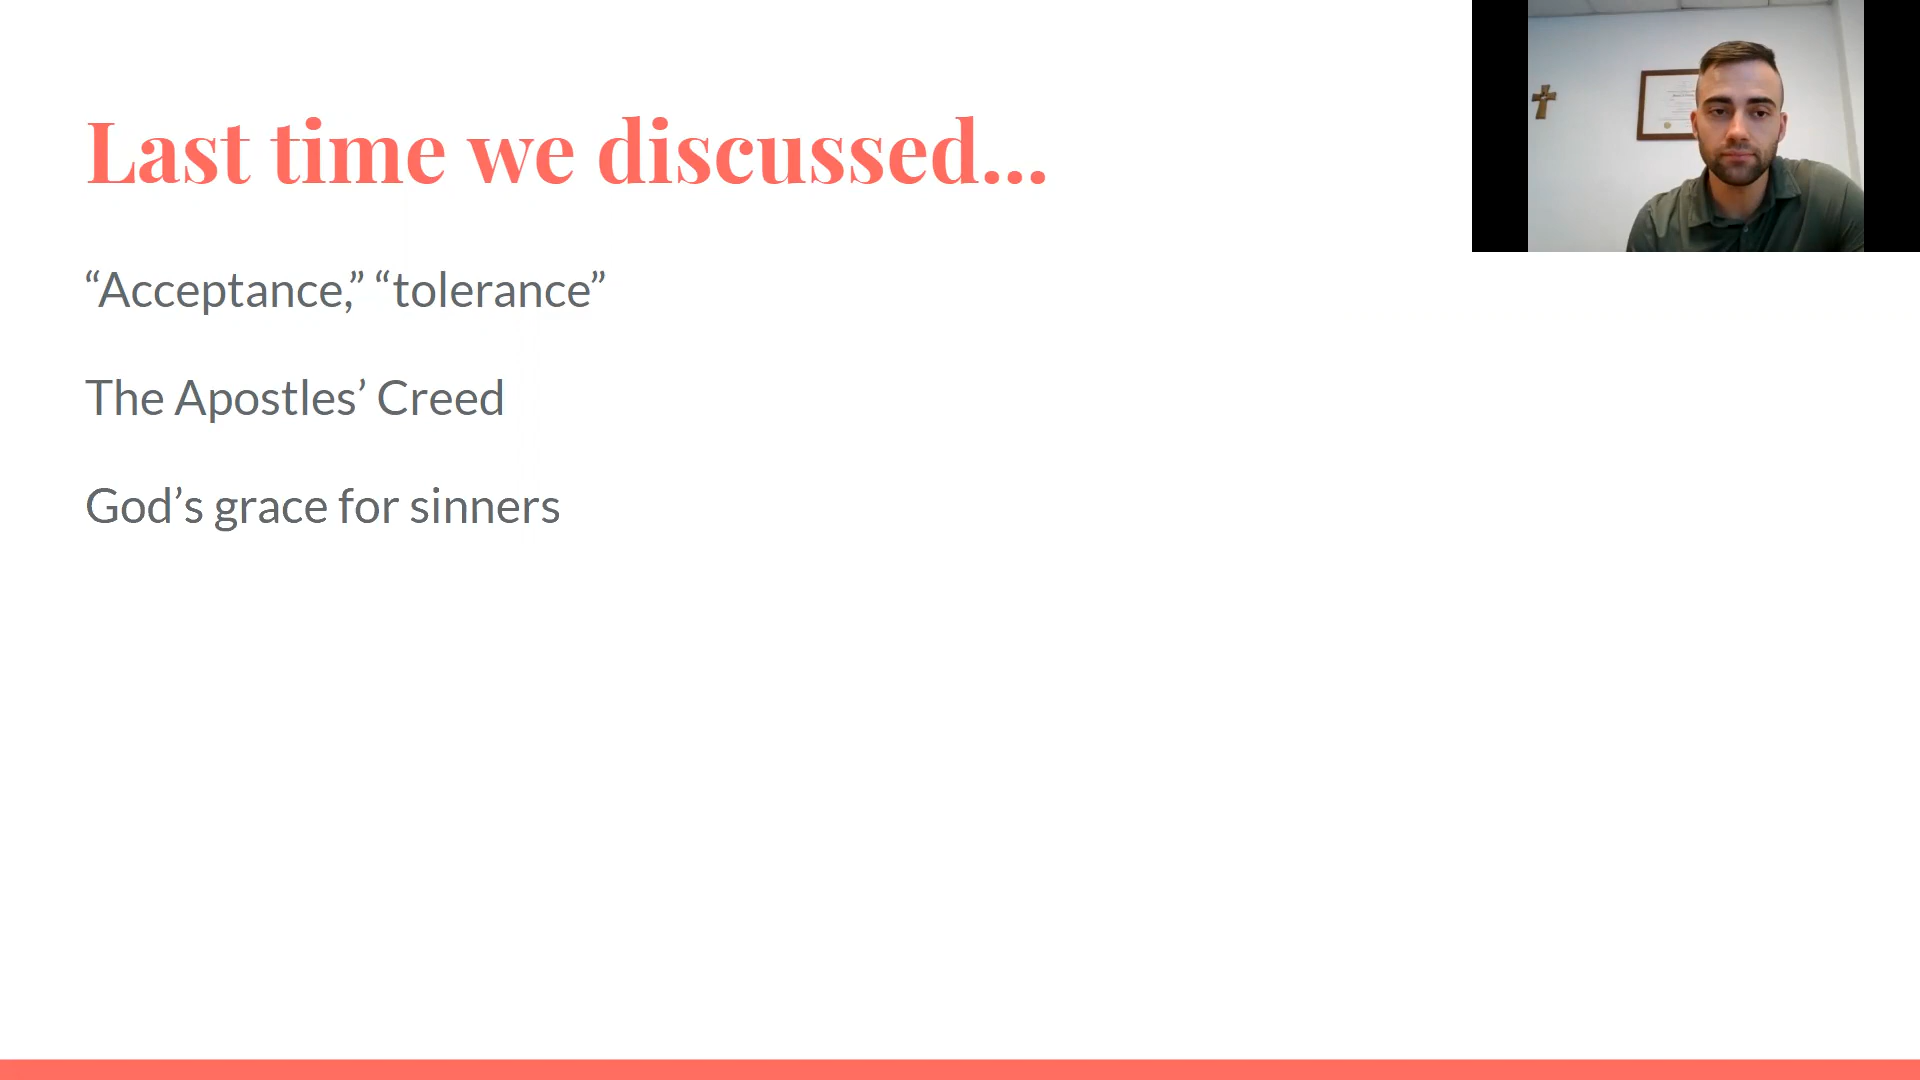 Last time we discussed...
“Acceptance,” “tolerance”
The Apostles’ Creed
God’s grace for sinners